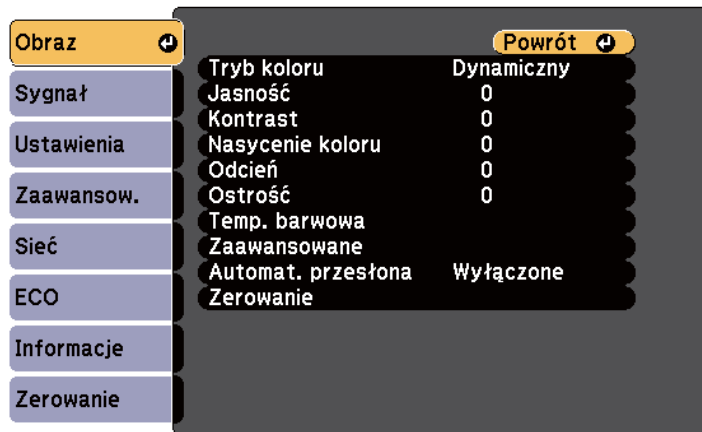 Obraz
Sygnał
Ustawienia
Zaawansow.
Sieć
ECO
Informacje
Zerowanie
Powrót
Tryb koloru Dynamiczny
Jasność 0
Kontrast 0
Nasycenie koloru 0
Odcień 0
Ostrość 0
Temp. barwowa
Zaawansowane
Automat. przesłona Wyłączone
Zerowanie